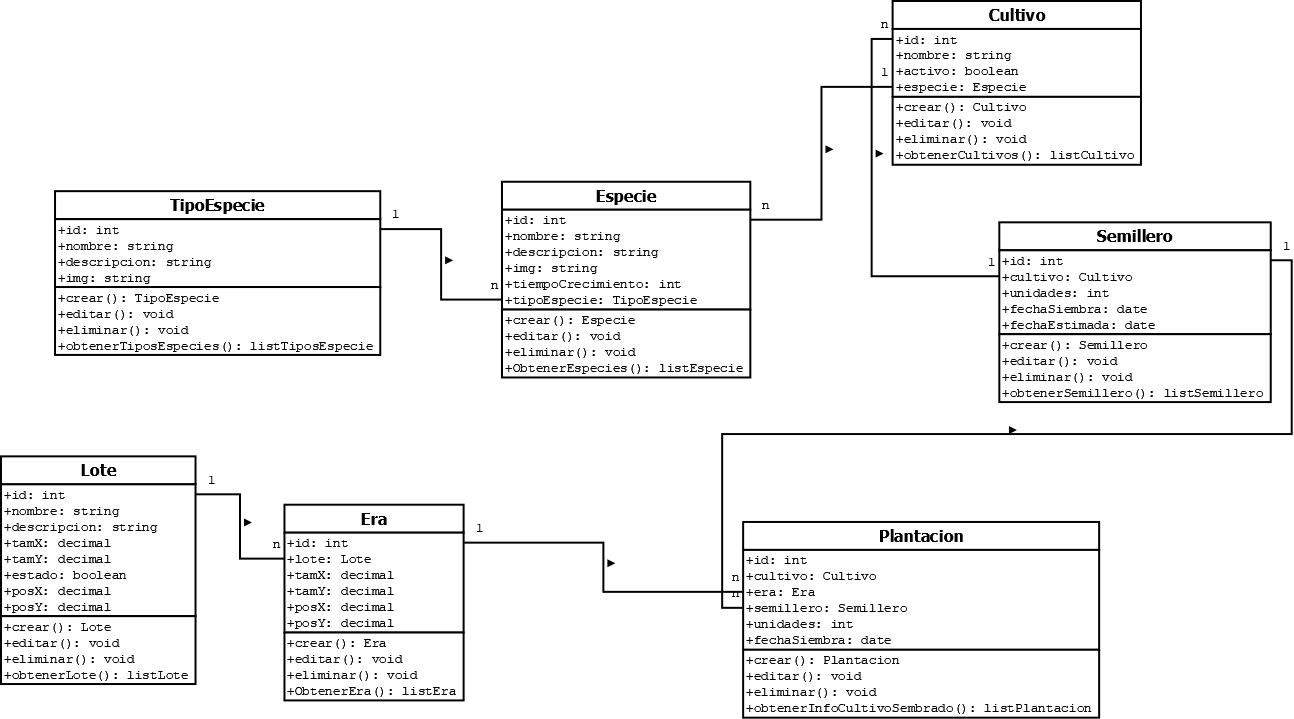 Cultivo
n
+id: int
+nombre: string
+activo: boolean
1
+especie: Especie
+crear(): Cultivo
+editar(): void
+eliminar(): void
+obtenerCultivos(): listCultivo
TipoEspecie
1
+id: int
+nombre: string
+descripcion: string
+img: string
+crear(): TipoEspecie
+editar(): void
+eliminar(): void
+obtenerTiposEspecies(): listTiposEspecie
Especie
n
+id: int
+nombre: string
+descripcion: string
+img: string
n
+tiempoCrecimiento: int
+tipoEspecie: TipoEspecie
+crear(): Especie
+editar(): void
+eliminar(): void
+ObtenerEspecies(): listEspecie
Semillero
1
1
+id: int
+cultivo: Cultivo
+unidades: int
+fechaSiembra: date
+fechaEstimada: date
+crear(): Semillero
+editar(): void
+eliminar(): void
+obtenerSemillero(): listSemillero
Lote
1
+id: int
+nombre: string
+descripcion: string
+tamX: decimal
+tamY: decimal
+estado: boolean
+posX: decimal
+posY: decimal
+crear(): Lote
+editar(): void
+eliminar(): void
+obtenerLote(): listLote
Era
1
n
+id: int
+lote: Lote
+tamX: decimal
+tamY: decimal
+posX: decimal
+posY: decimal
+crear(): Era
+editar(): void
+eliminar(): void
+ObtenerEra(): listEra
Plantacion
+id: int
n
+cultivo: Cultivo
n
+era: Era
+semillero: Semillero
+unidades: int
+fechaSiembra: date
+crear(): Plantacion
+editar(): void
+eliminar(): void
+obtenerInfoCultivoSembrado(): listPlantacion